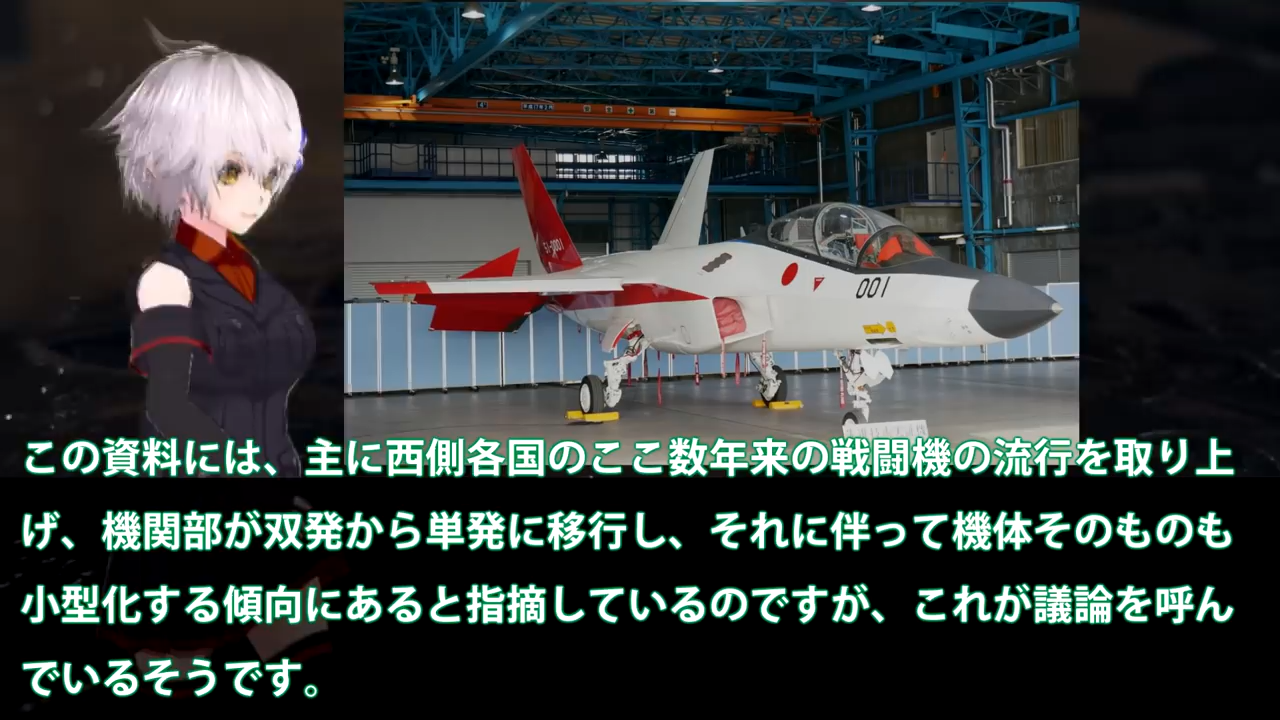 001
51-0001
この資料には、主に西側各国のここ数年来の戦闘機の流行を取り上
げ、機関部が双発から単発に移行し、それに伴って機体そのものも
小型化する傾向にあると指摘しているのですが、これが議論を呼ん
でいるそうです。